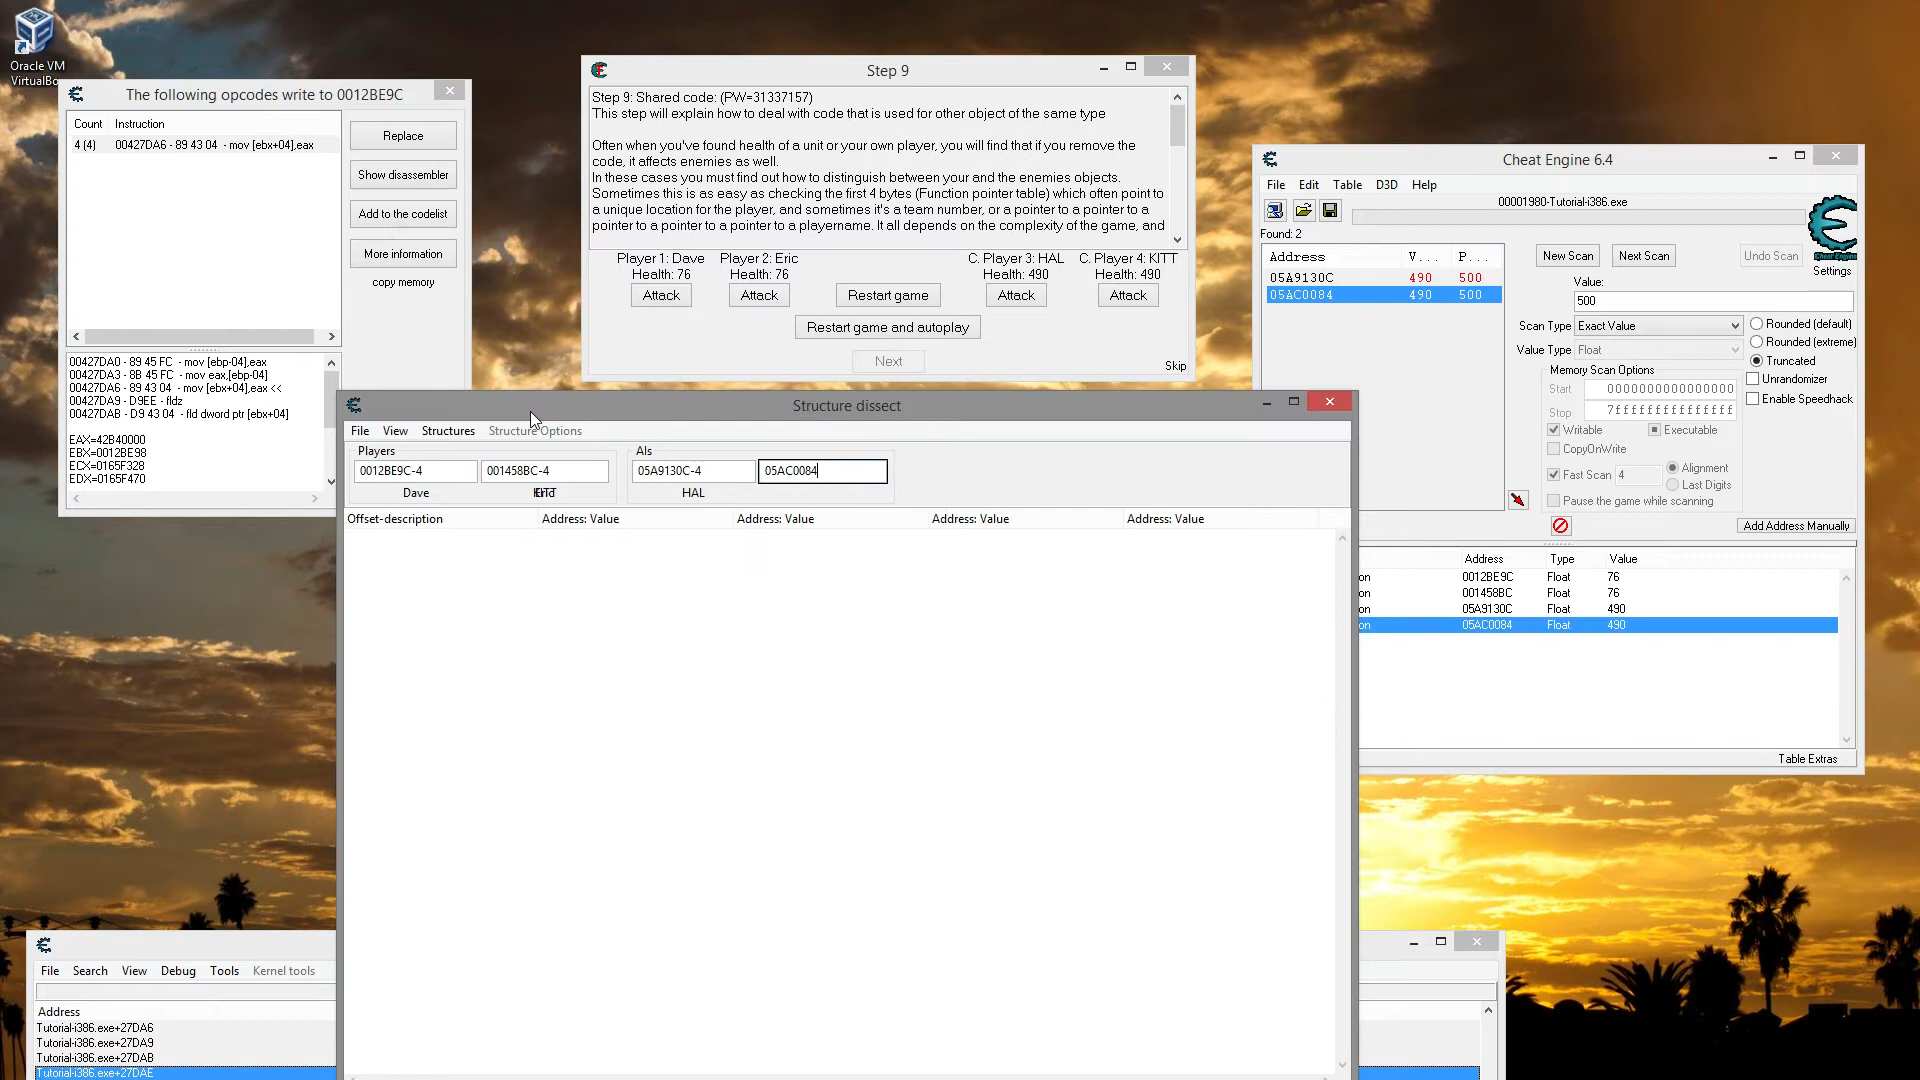 Oracle VM
VirtualBo
The following opcodes write to 0012BE9C
Count Instruction
4 (4) 00427DA6 - 89 43 04 - mov [ebx+04],eax
Replace
Show disassembler
Add to the codelist
More information
copy memory
00427DA0 - 89 45 FC - mov [ebp-04],eax
00427DA3 - 8B 45 FC - mov eax,[ebp-04]
00427DA6 - 89 43 04 - mov [ebx+04],eax <<
00427DA9 - D9EE - fldz
00427DAB - D9 43 04 - fld dword ptr [ebx+04]
EAX=42B40000
EBX=0012BE98
ECX=0165F328
EDX=0165F470
Step 9
Step 9: Shared code: (PW=31337157)
This step will explain how to deal with code that is used for other object of the same type
Often when you've found health of a unit or your own player, you will find that if you remove the
code, it affects enemies as well.
In these cases you must find out how to distinguish between your and the enemies objects.
Sometimes this is as easy as checking the first 4 bytes (Function pointer table) which often point to
a unique location for the player, and sometimes it's a team number, or a pointer to a pointer to a
pointer to a pointer to a pointer to a playername. It all depends on the complexity of the game, and
Player 1: Dave Player 2: Eric C. Player 3: HAL C. Player 4: KITT
Health: 76 Health: 76 Health: 490 Health: 490
Attack Attack Restart game Attack Attack
Restart game and autoplay
Next
Skip
Cheat Engine 6.4
File Edit Table D3D Help
00001980-Tutorial-i386.exe
Found: 2
Address V... P...
05A9130C 490 500
05AC0084 490 500
New Scan Next Scan Undo Scan
Cheat Engine
Settings
Value:
500
Scan Type Exact Value
Value Type Float
Rounded (default)
Rounded (extreme)
Truncated
Unrandomizer
Enable Speedhack
Memory Scan Options
Start 0000000000000000
Stop 7fffffffffffffff
Writable Executable
CopyOnWrite
Fast Scan 4 Alignment
Last Digits
Pause the game while scanning
Add Address Manually
Address Type Value
on 0012BE9C Float 76
on 001458BC Float 76
on 05A9130C Float 490
on 05AC0084 Float 490
Table Extras
Structure dissect
File View Structures Structure Options
Players AIs
0012BE9C-4 001458BC-4 05A9130C-4 05AC0084
Dave HAL
Offset-description Address: Value Address: Value Address: Value Address: Value
File Search View Debug Tools Kernel tools
Address
Tutorial-i386.exe+27DA6
Tutorial-i386.exe+27DA9
Tutorial-i386.exe+27DAB
Tutorial-i386.exe+27DAE